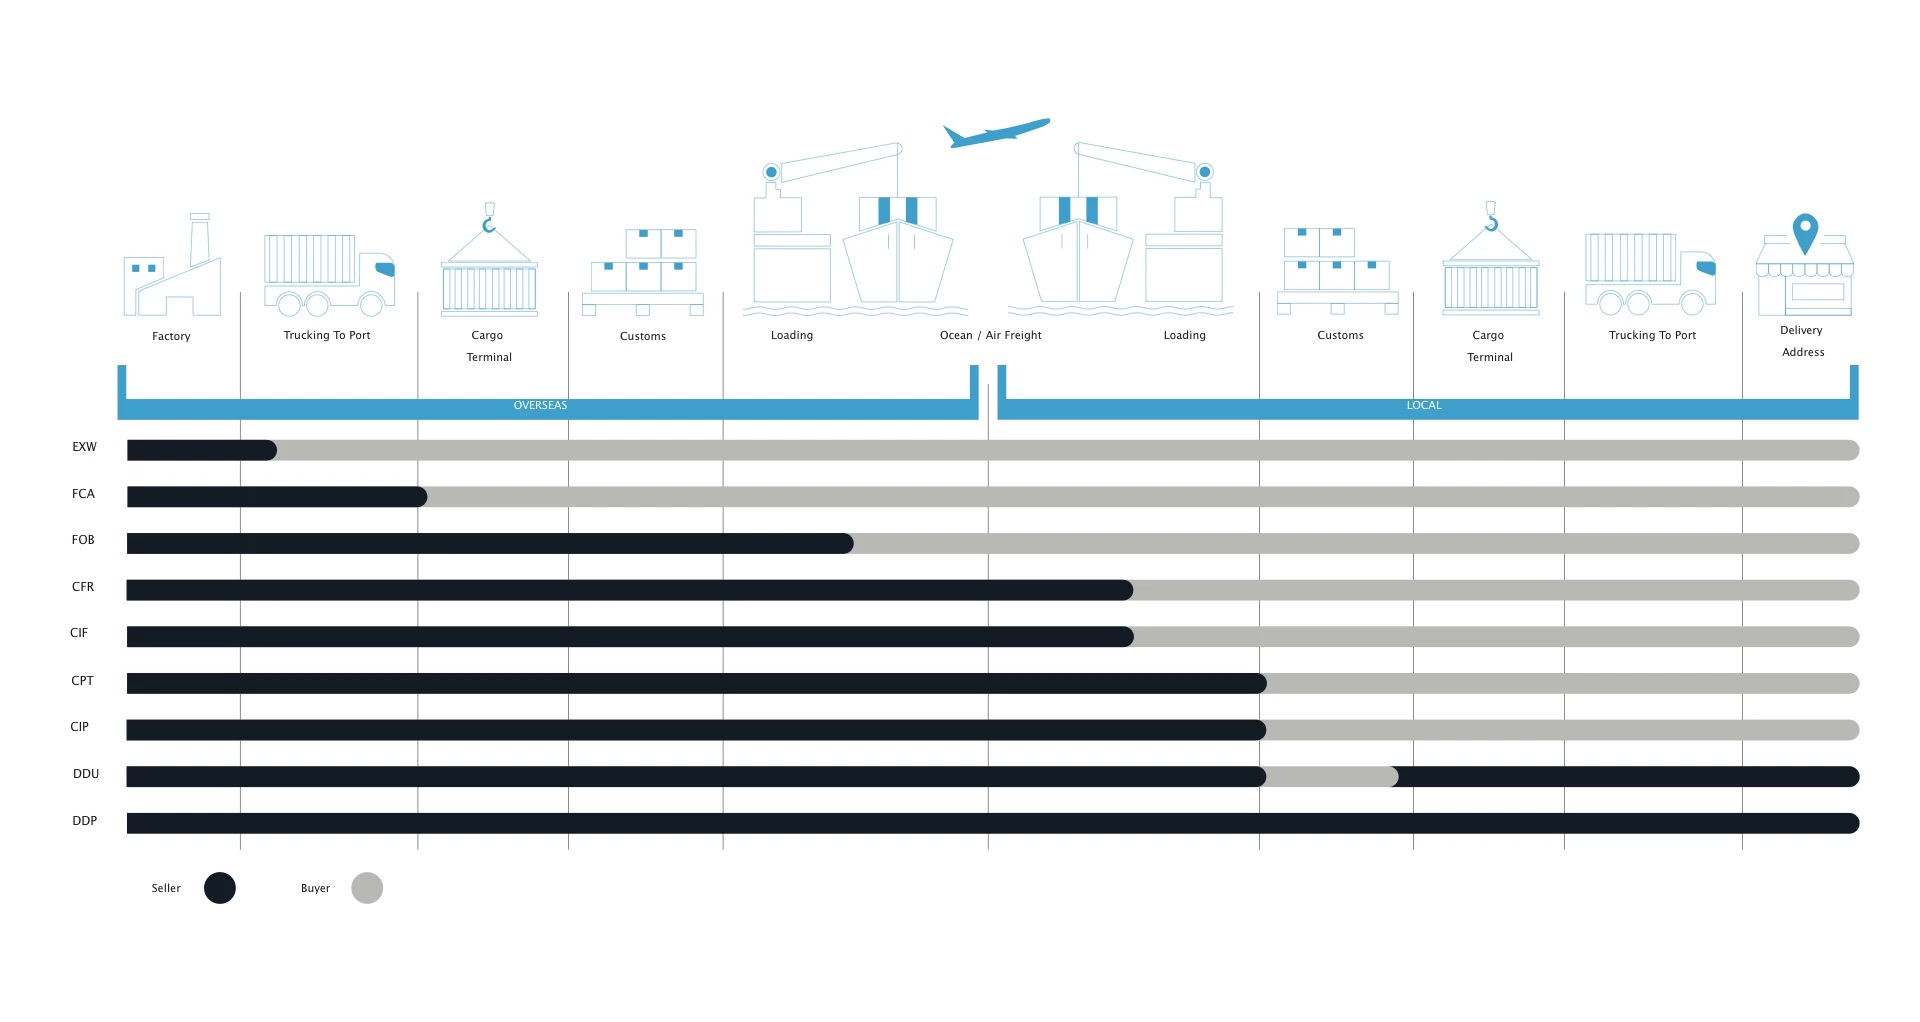 Factory
Trucking To Port
Cargo
Terminal
Customs
Loading
Ocean / Air Freight
Loading
Customs
Cargo
Terminal
Trucking To Port
Delivery
Address
OVERSEAS
LOCAL
EXW
FCA
FOB
CFR
CIF
CPT
CIP
DDU
DDP
Seller
Buyer